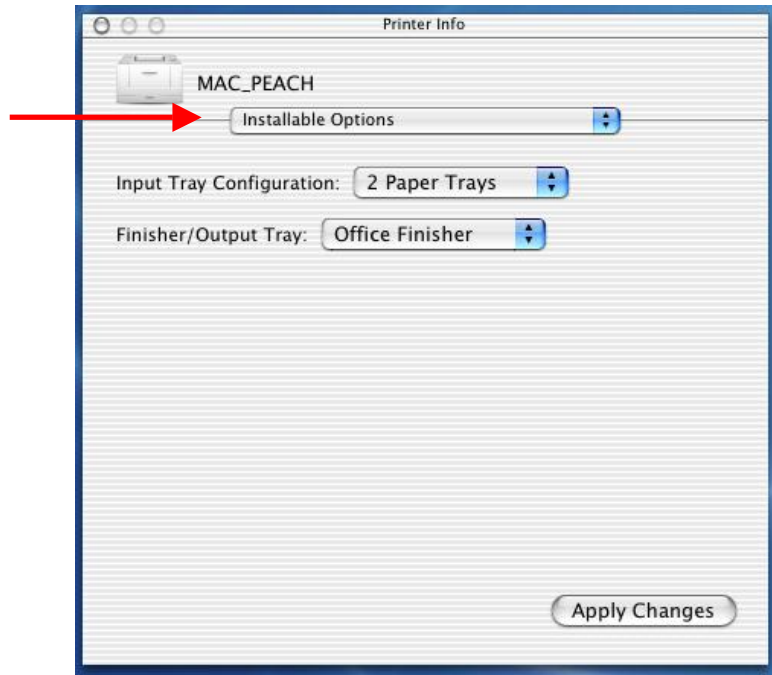 Printer Info
MAC_PEACH
Installable Options
Input Tray Configuration: 2 Paper Trays
Finisher/Output Tray: Office Finisher
Apply Changes